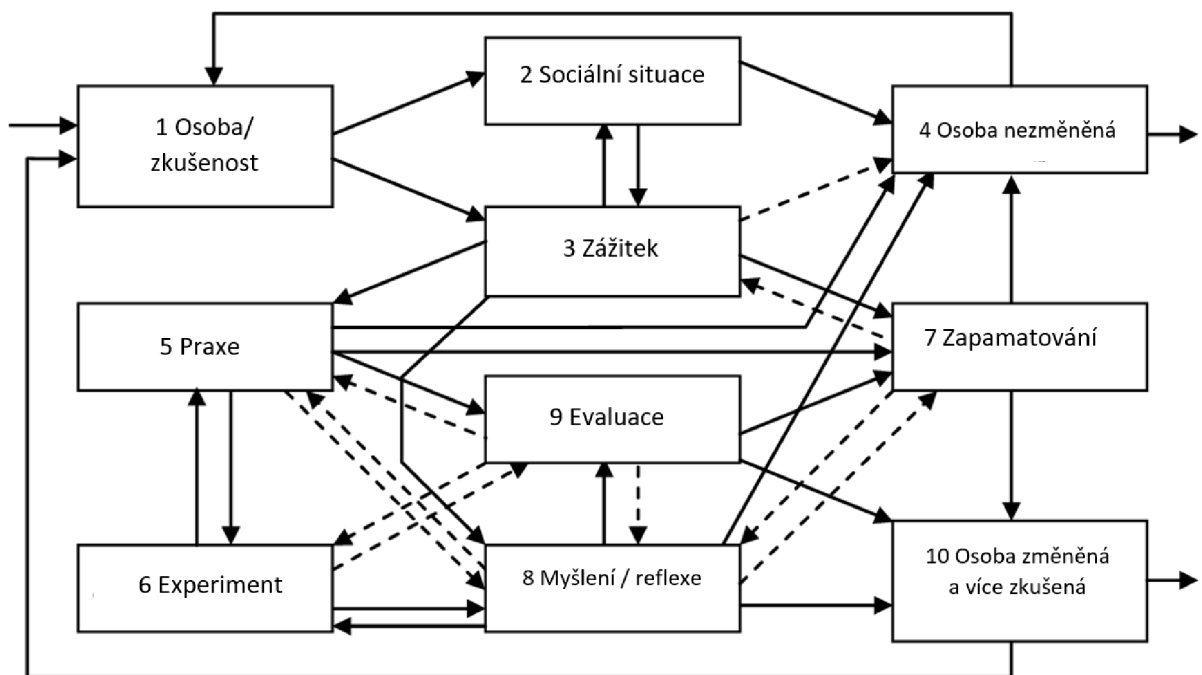 1 Osoba/
zkušenost
2 Sociální situace
3 Zážitek
4 Osoba nezměněná
5 Praxe
6 Experiment
7 Zapamatování
8 Myšlení / reflexe
9 Evaluace
10 Osoba změněná
a více zkušená